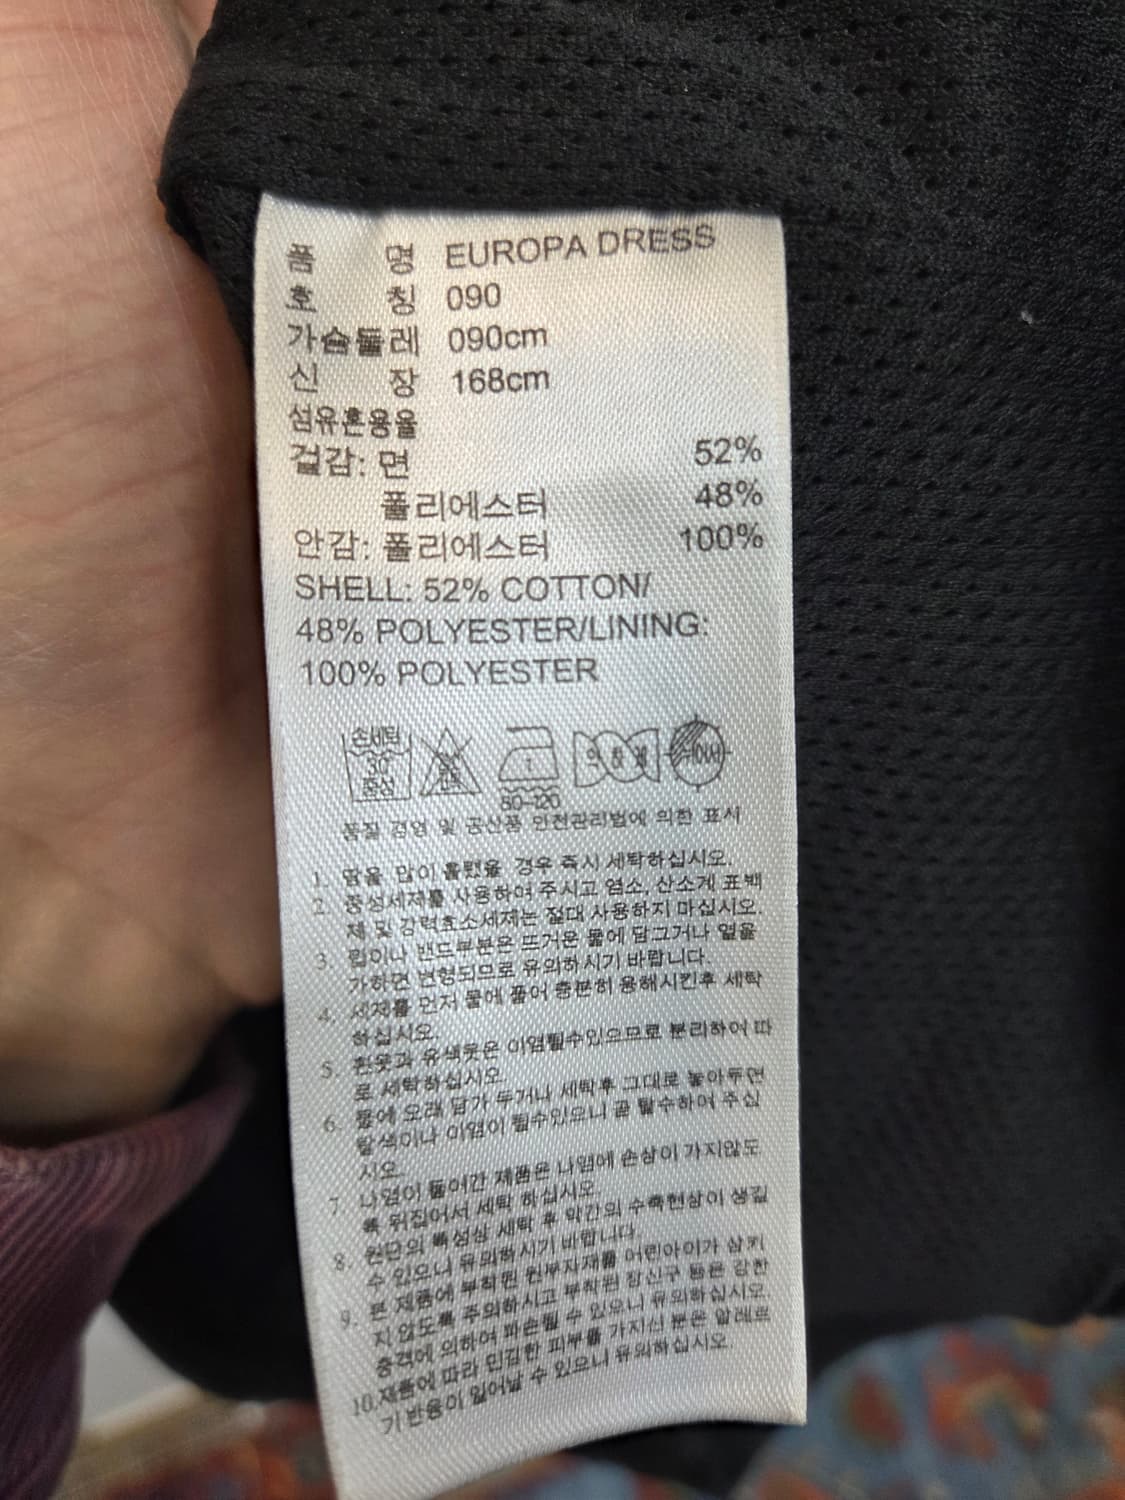 품 명 EUROPA DRESS
호 칭 090
가슴둘레 090cm
신 장 168cm
섬유혼용율
겉감: 면 52%
폴리에스터 48%
안감: 폴리에스터 100%
SHELL: 52% COTTON/
48% POLYESTER/LINING:
100% POLYESTER
손세탁
30°
중성
80-120
품질 경영 및 공산품 안전관리법에 의한 표시
1. 땀을 많이 흘렸을 경우 즉시 세탁하십시오.
2. 중성세제를 사용하여 주시고 염소, 산소계 표백
제 및 강력효소세제는 절대 사용하지 마십시오.
3. 립이나 밴드부분은 뜨거운 물에 담그거나 열을
가하면 변형되므로 유의하시기 바랍니다.
4. 세제를 먼저 물에 풀어 충분히 용해시킨후 세탁
하십시오.
5. 흰옷과 유색옷은 이염될수있으므로 분리하여 따
로 세탁하십시오.
6. 물에 오래 담가 두거나 세탁후 그대로 놓아두면
탈색이나 이염이 될수있으니 곧 탈수하여 주십
시오.
7. 나염이 들어간 제품은 나염에 손상이 가지않도
록 뒤집어서 세탁 하십시오.
8. 원단의 특성상 세탁 후 약간의 수축현상이 생길
수 있으니 유의하시기 바랍니다.
9. 본 제품에 부착된 부자재를 어린아이가 삼키
지 않도록 주의하시고 부착된 장신구 등은 강한
충격에 의하여 파손될 수 있으니 유의하십시오.
10.제품에 따라 민감한 피부를 가지신 분은 알레르
기 반응이 일어날 수 있으니 유의하십시오.